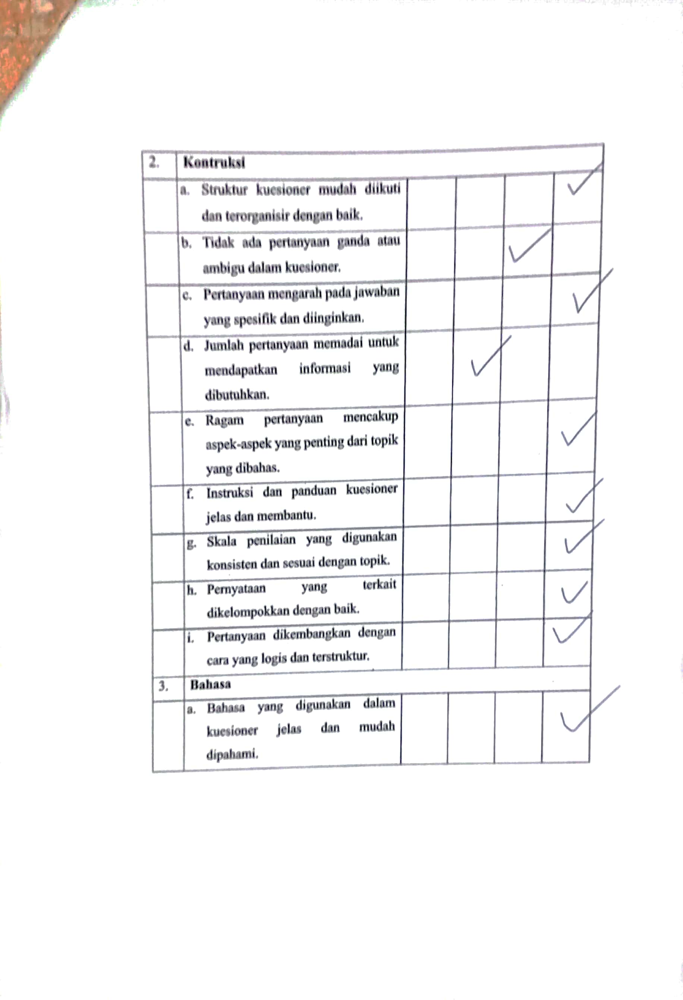 2. Kontruksi
a. Struktur kuesioner mudah diikuti
dan terorganisir dengan baik.
b. Tidak ada pertanyaan ganda atau
ambigu dalam kuesioner.
c. Pertanyaan mengarah pada jawaban
yang spesifik dan diinginkan.
d. Jumlah pertanyaan memadai untuk
mendapatkan informasi yang
dibutuhkan.
e. Ragam pertanyaan mencakup
aspek-aspek yang penting dari topik
yang dibahas.
f. Instruksi dan panduan kuesioner
jelas dan membantu.
g. Skala penilaian yang digunakan
konsisten dan sesuai dengan topik.
h. Pernyataan yang terkait
dikelompokkan dengan baik.
i. Pertanyaan dikembangkan dengan
cara yang logis dan terstruktur.
3. Bahasa
a. Bahasa yang digunakan dalam
kuesioner jelas dan mudah
dipahami.